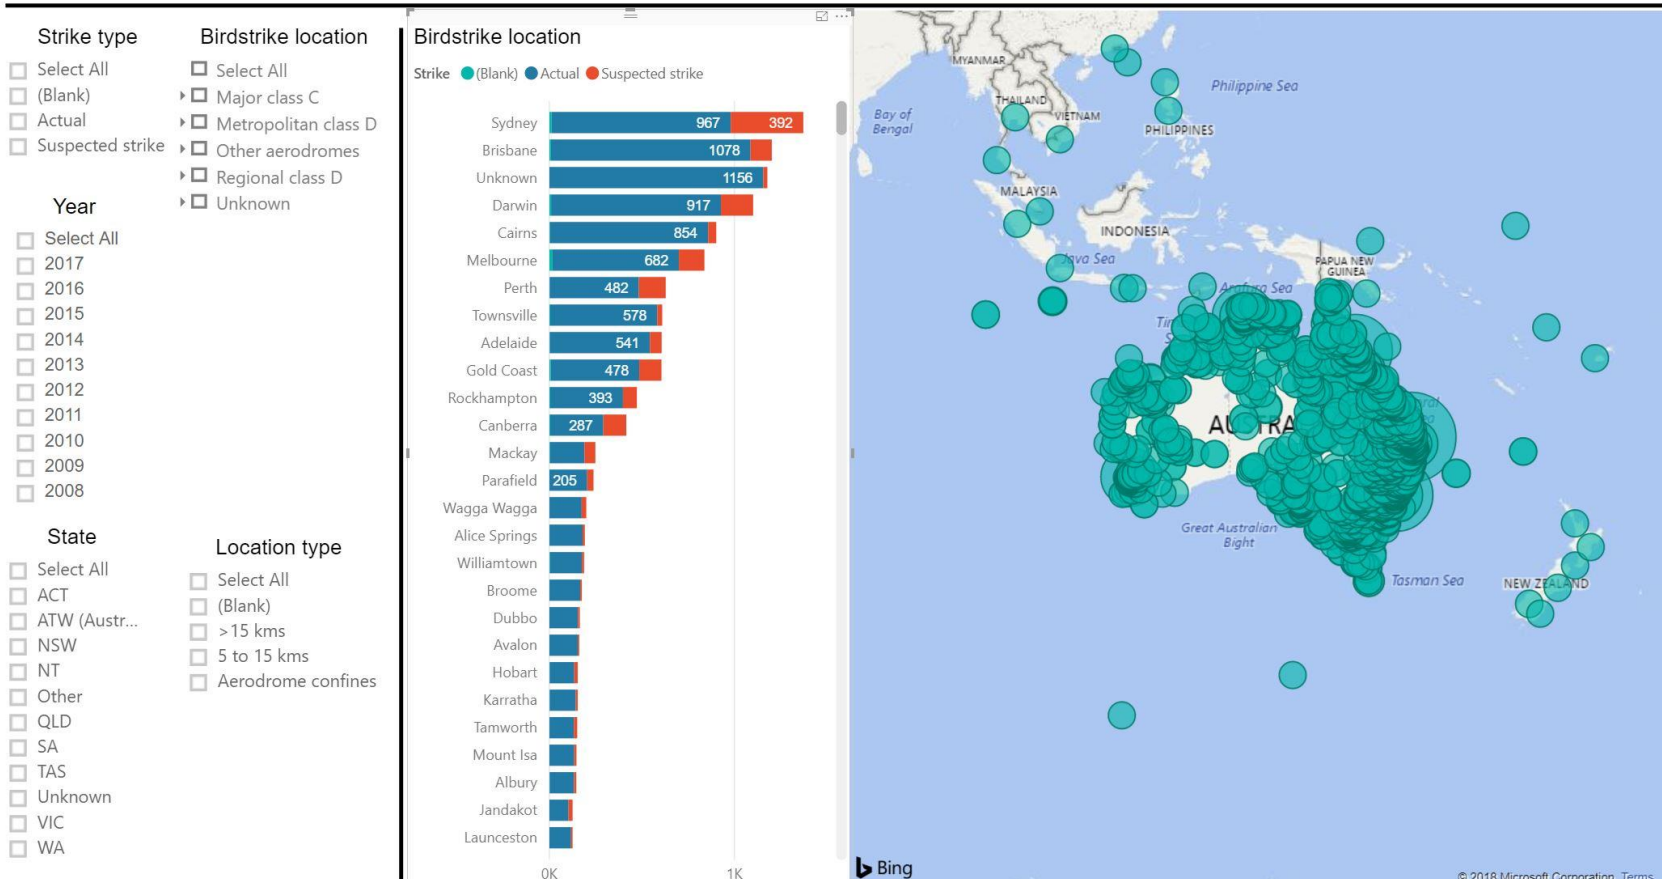 Strike type
Select All
(Blank)
Actual
Suspected strike
Birdstrike location
Select All
Major class C
Metropolitan class D
Other aerodromes
Regional class D
Unknown
Year
Select All
2017
2016
2015
2014
2013
2012
2011
2010
2009
2008
State
Select All
ACT
ATW (Austr...
NSW
NT
Other
QLD
SA
TAS
Unknown
VIC
WA
Location type
Select All
(Blank)
>15 kms
5 to 15 kms
Aerodrome confines
Birdstrike location
Strike (Blank) Actual Suspected strike
Sydney 967 392
Brisbane 1078
Unknown 1156
Darwin 917
Cairns 854
Melbourne 682
Perth 482
Townsville 578
Adelaide 541
Gold Coast 478
Rockhampton 393
Canberra 287
Mackay
Parafield 205
Wagga Wagga
Alice Springs
Williamtown
Broome
Dubbo
Avalon
Hobart
Karratha
Tamworth
Mount Isa
Albury
Jandakot
Launceston
0K 1K
MYANMAR
Philippine Sea
THAILAND
Bay of
Bengal
VIETNAM
PHILIPPINES
MALAYSIA
INDONESIA
Java Sea
PAPUA NEW
GUINEA
Arafura Sea
Great Australian
Bight
Tasman Sea
NEW ZEALAND
Bing
© 2018 Microsoft Corporation Terms